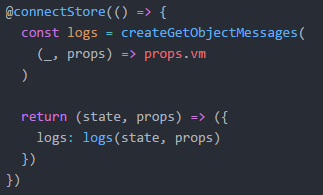 @connectStore(() => {
  const logs = createGetObjectMessages(
    (_, props) => props.vm
  )

  return (state, props) => ({
    logs: logs(state, props)
  })
})